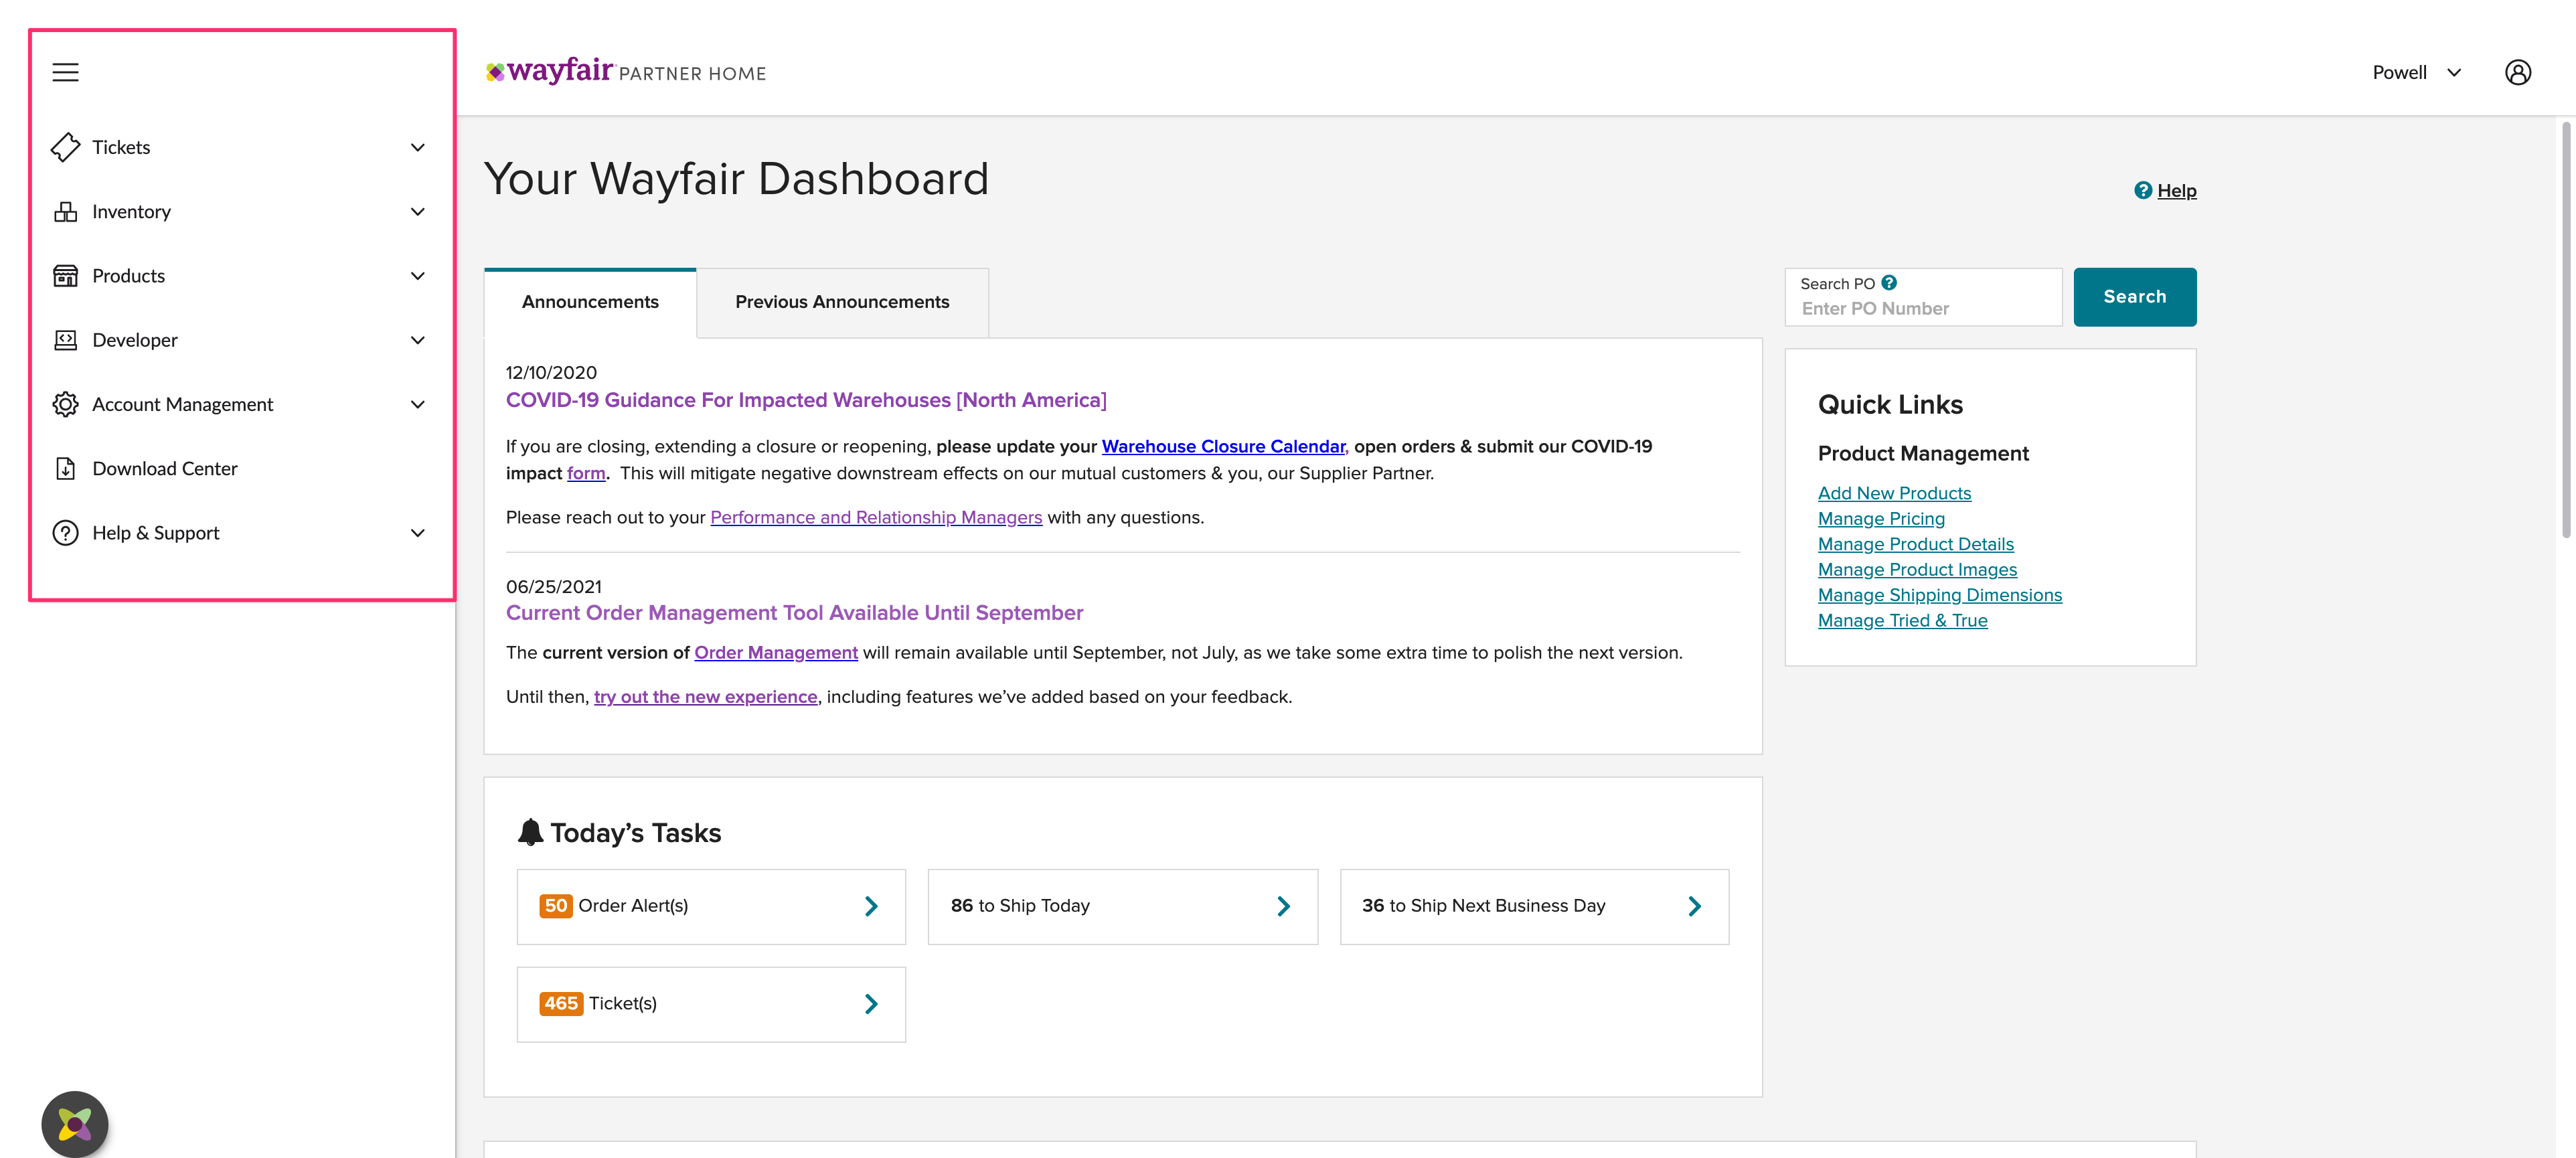 wayfair PARTNER HOME
Powell
Tickets
Inventory
Products
Developer
Account Management
Download Center
Help & Support
Your Wayfair Dashboard
? Help
Announcements
Previous Announcements
12/10/2020
COVID-19 Guidance For Impacted Warehouses [North America]
If you are closing, extending a closure or reopening, please update your Warehouse Closure Calendar, open orders & submit our COVID-19
impact form. This will mitigate negative downstream effects on our mutual customers & you, our Supplier Partner.
Please reach out to your Performance and Relationship Managers with any questions.
06/25/2021
Current Order Management Tool Available Until September
The current version of Order Management will remain available until September, not July, as we take some extra time to polish the next version.
Until then, try out the new experience, including features we’ve added based on your feedback.
Search PO ?
Enter PO Number
Search
Quick Links
Product Management
Add New Products
Manage Pricing
Manage Product Details
Manage Product Images
Manage Shipping Dimensions
Manage Tried & True
Today’s Tasks
50 Order Alert(s)
86 to Ship Today
36 to Ship Next Business Day
465 Ticket(s)